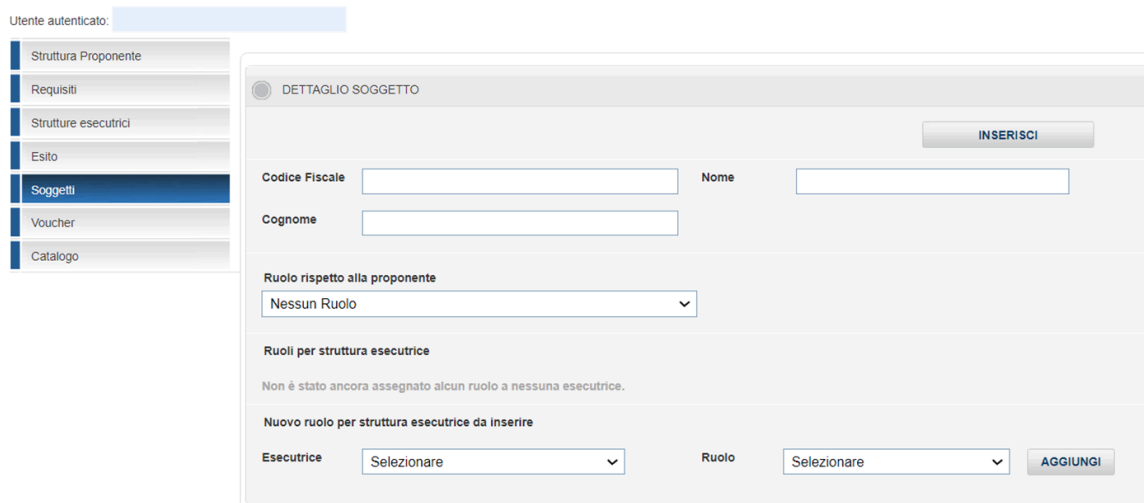 Utente autenticato:
Struttura Proponente
Requisiti
Strutture esecutrici
Esito
Soggetti
Voucher
Catalogo
DETTAGLIO SOGGETTO
INSERISCI
Codice Fiscale
Nome
Cognome
Ruolo rispetto alla proponente
Nessun Ruolo
Ruoli per struttura esecutrice
Non è stato ancora assegnato alcun ruolo a nessuna esecutrice.
Nuovo ruolo per struttura esecutrice da inserire
Esecutrice
Selezionare
Ruolo
Selezionare
AGGIUNGI